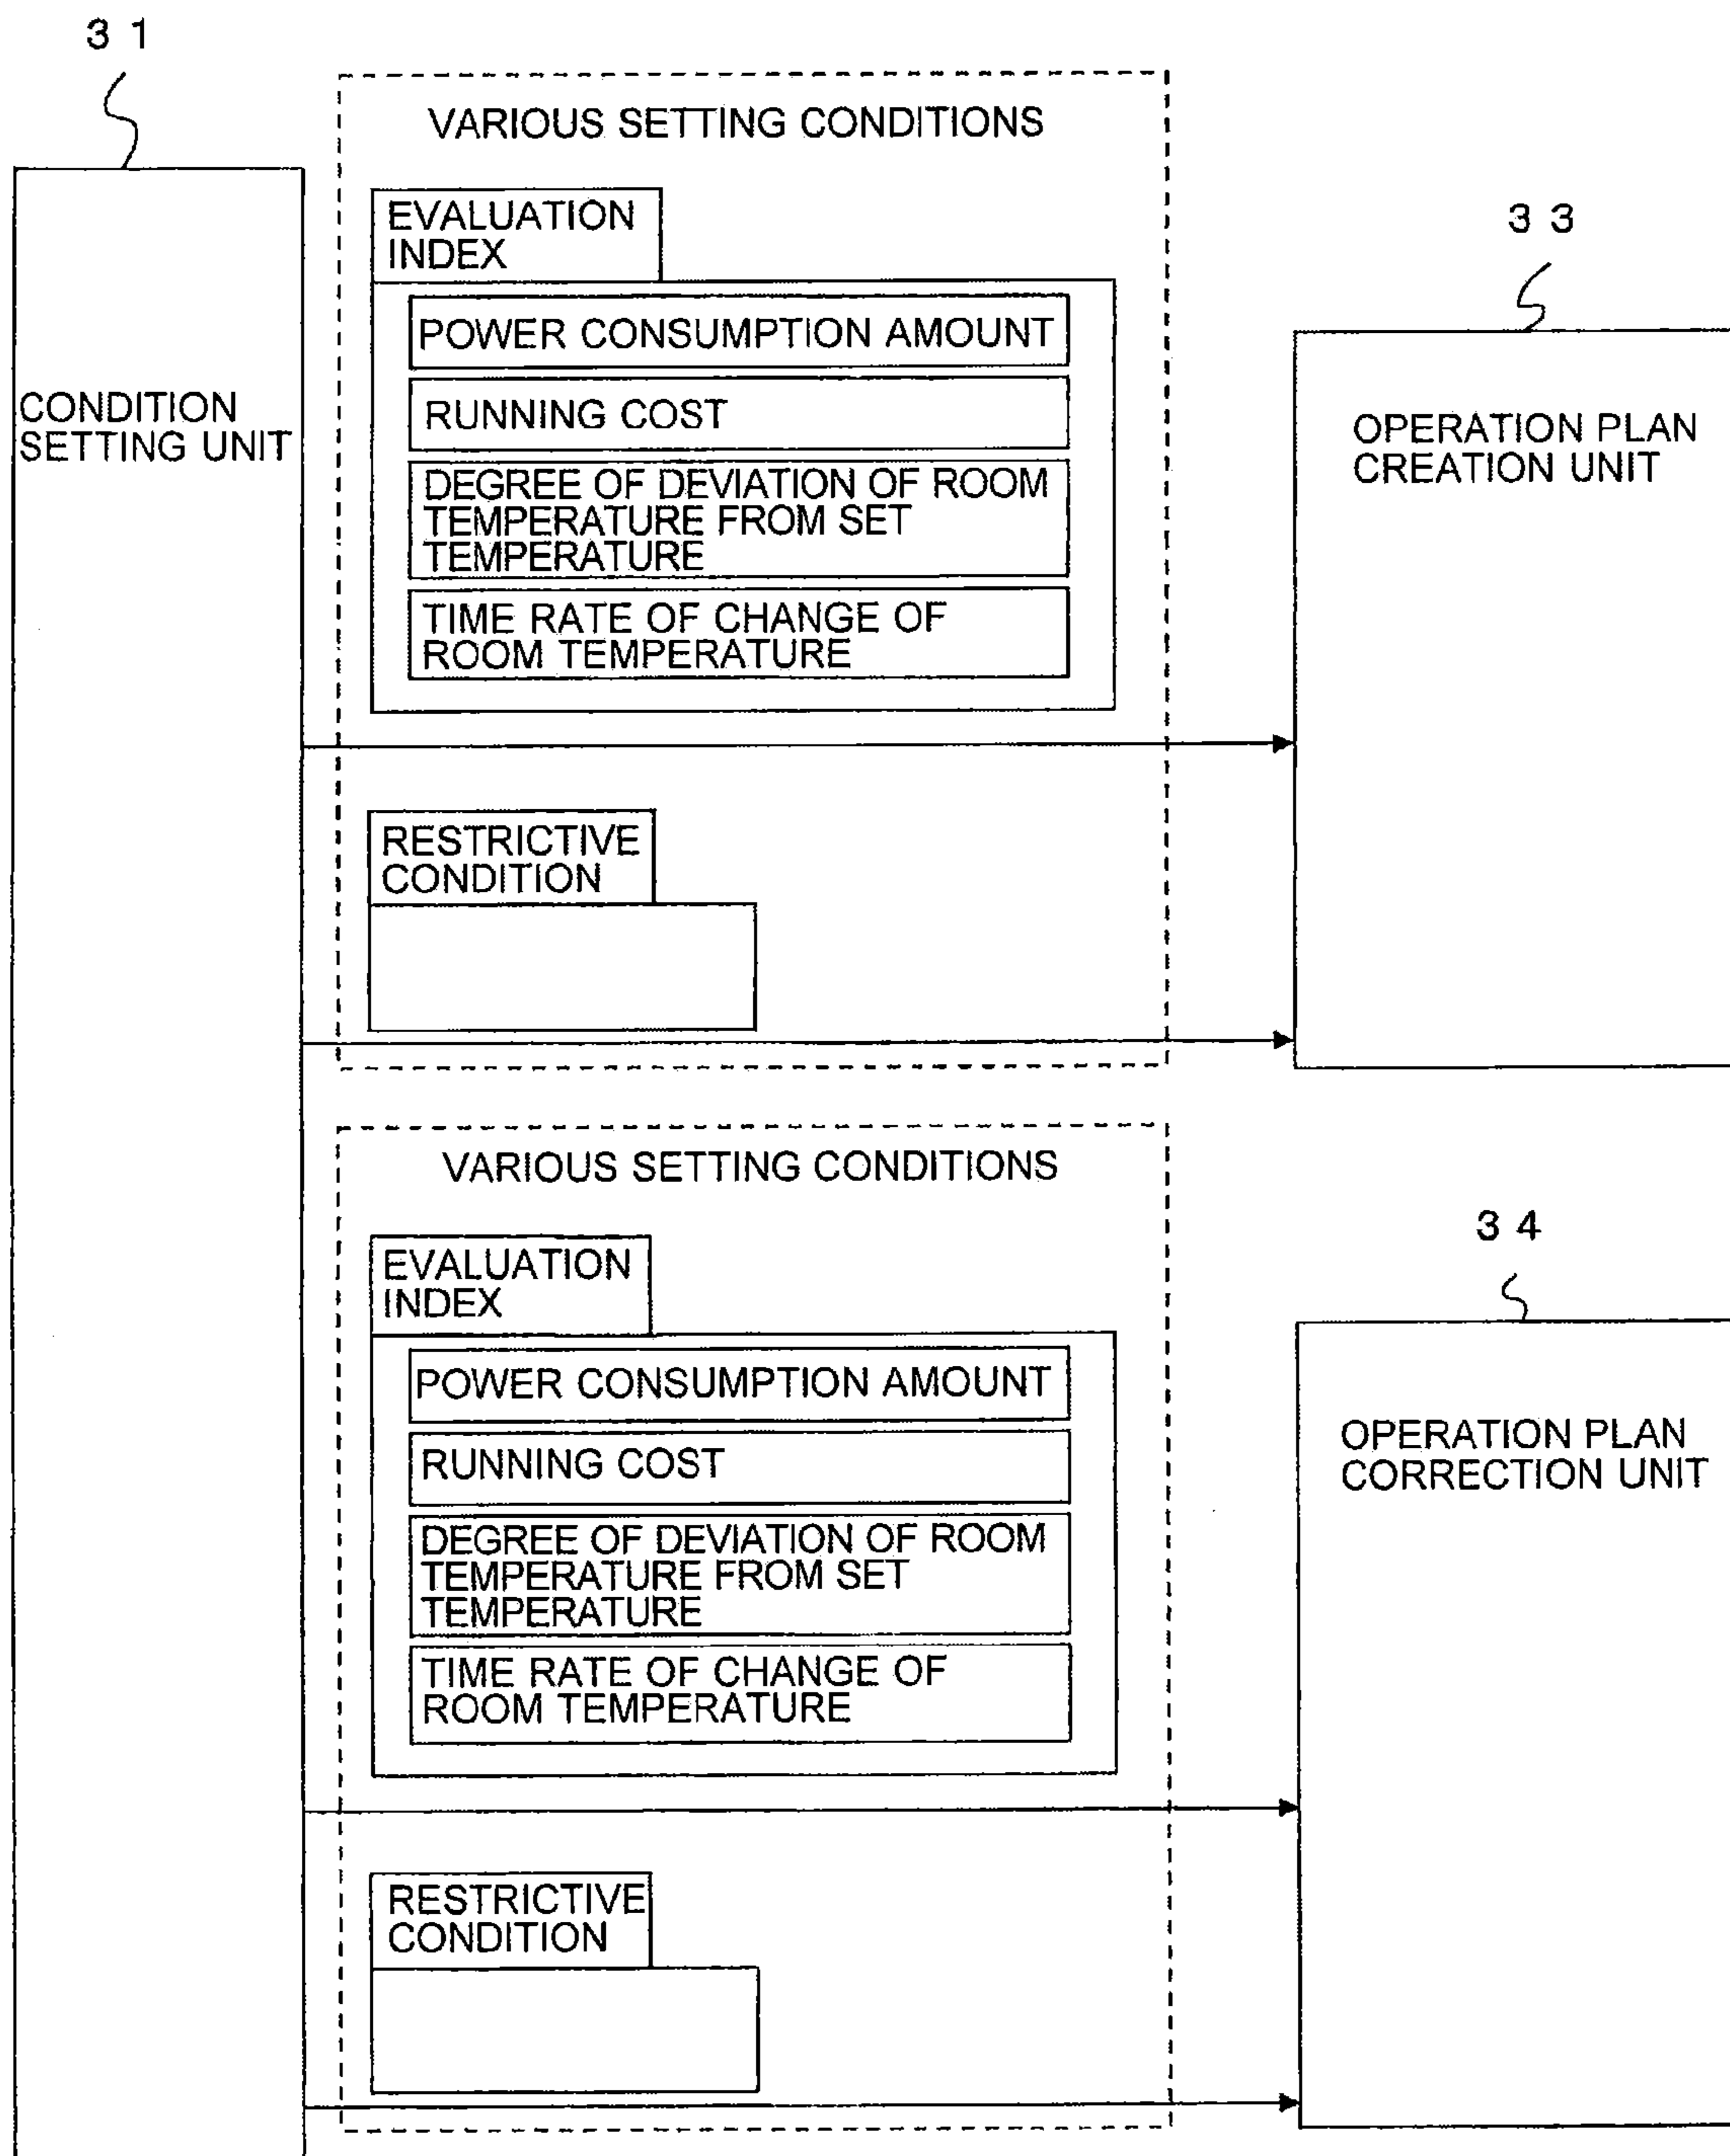 3 1
VARIOUS SETTING CONDITIONS
EVALUATION
INDEX
POWER CONSUMPTION AMOUNT
RUNNING COST
DEGREE OF DEVIATION OF ROOM
TEMPERATURE FROM SET
TEMPERATURE
TIME RATE OF CHANGE OF
ROOM TEMPERATURE
CONDITION
SETTING UNIT
3 3
OPERATION PLAN
CREATION UNIT
RESTRICTIVE
CONDITION
VARIOUS SETTING CONDITIONS
EVALUATION
INDEX
POWER CONSUMPTION AMOUNT
RUNNING COST
DEGREE OF DEVIATION OF ROOM
TEMPERATURE FROM SET
TEMPERATURE
TIME RATE OF CHANGE OF
ROOM TEMPERATURE
3 4
OPERATION PLAN
CORRECTION UNIT
RESTRICTIVE
CONDITION